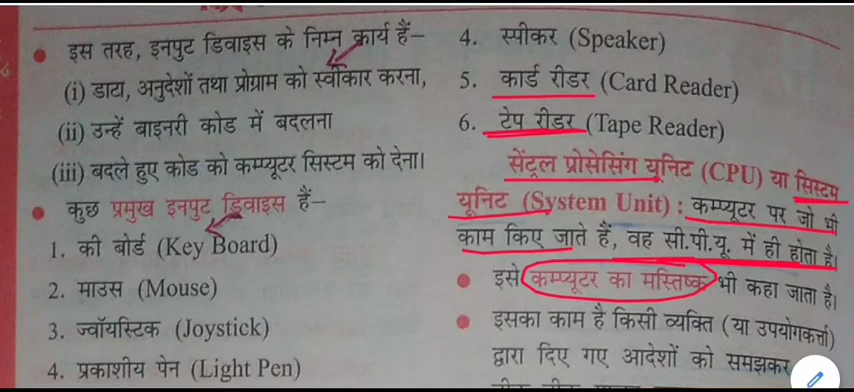 इस तरह, इनपुट डिवाइस के निम्न कार्य हैं–
(i) डाटा, अनुदेशों तथा प्रोग्राम को स्वीकार करना,
(ii) उन्हें बाइनरी कोड में बदलना
(iii) बदले हुए कोड को कम्प्यूटर सिस्टम को देना।
कुछ प्रमुख इनपुट डिवाइस हैं–
1. की बोर्ड (Key Board)
2. माउस (Mouse)
3. ज्वॉयस्टिक (Joystick)
4. प्रकाशीय पेन (Light Pen)
4. स्पीकर (Speaker)
5. कार्ड रीडर (Card Reader)
6. टेप रीडर (Tape Reader)
सेंट्रल प्रोसेसिंग यूनिट (CPU) या सिस्टम
यूनिट (System Unit) : कम्प्यूटर पर जो भी
काम किए जाते हैं, वह सी.पी.यू. में ही होता है।
इसे कम्प्यूटर का मस्तिष्क भी कहा जाता है।
इसका काम है किसी व्यक्ति (या उपयोगकर्त्ता)
द्वारा दिए गए आदेशों को समझकर